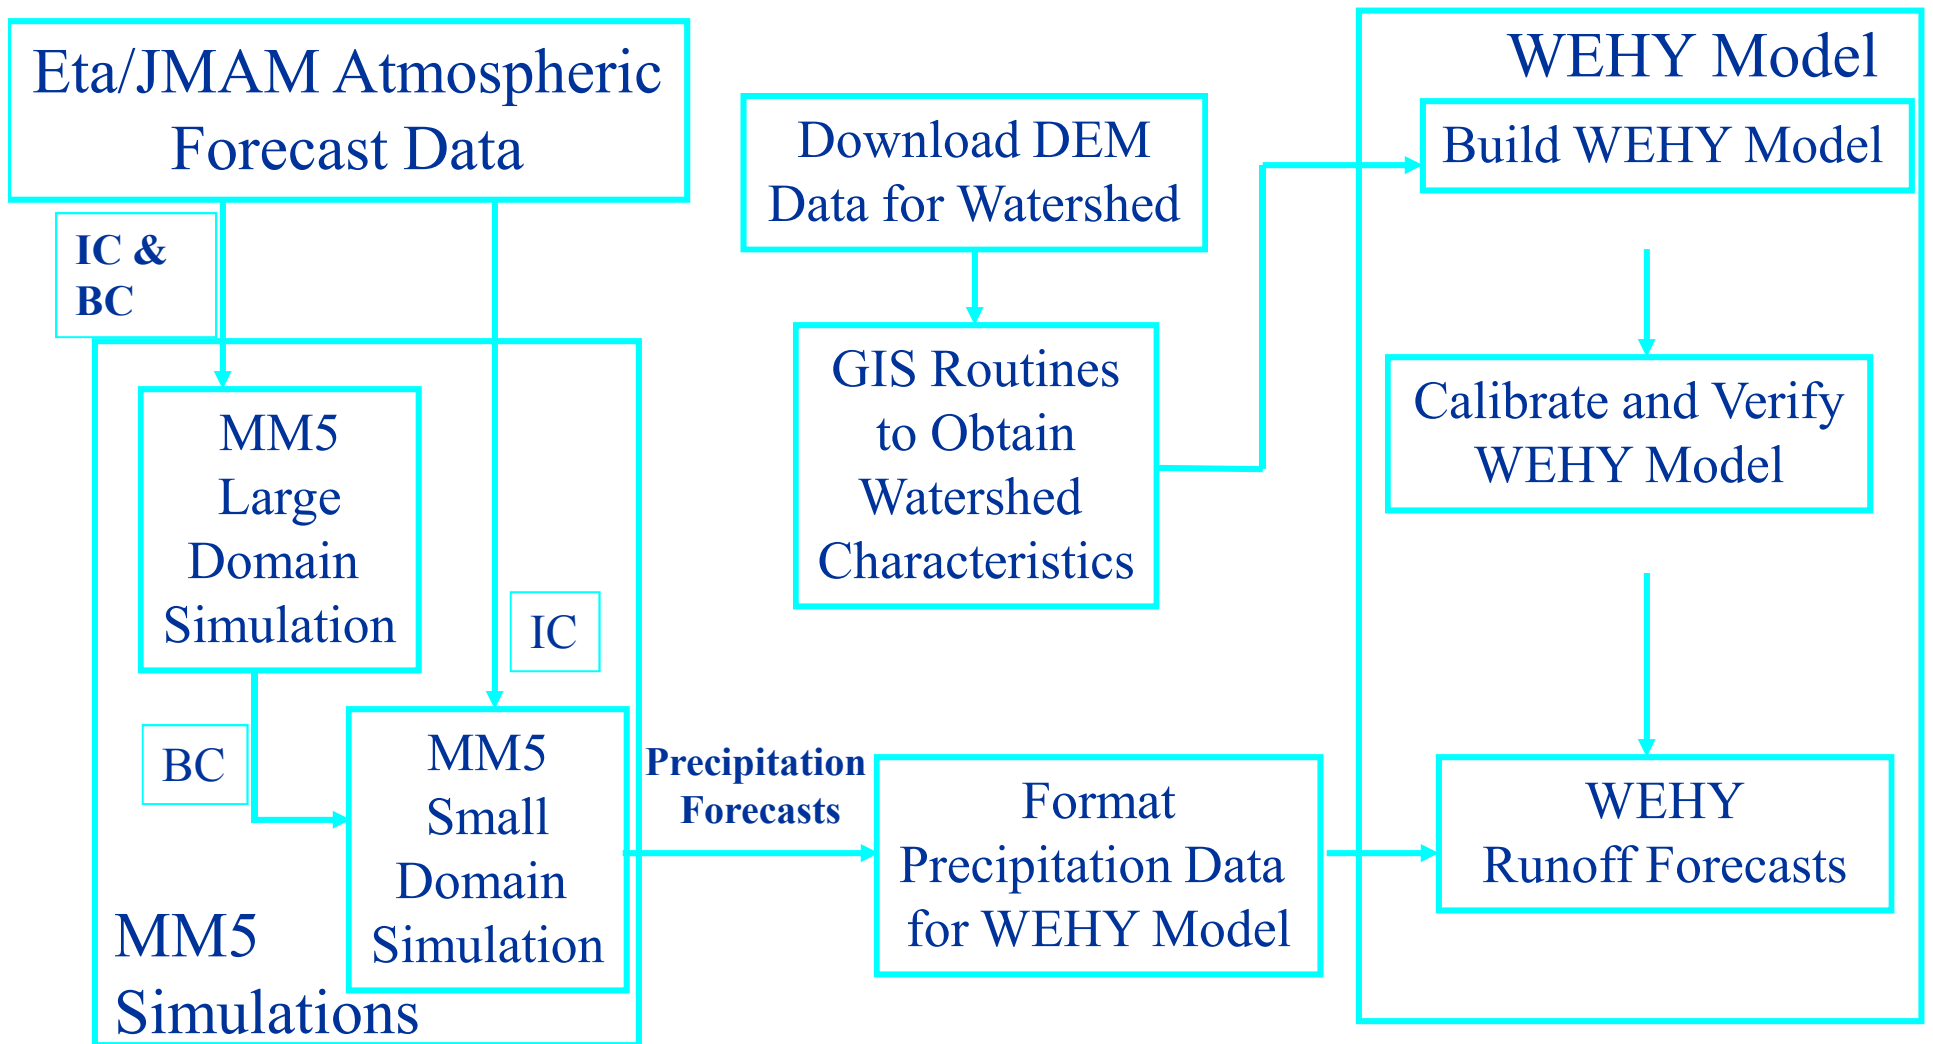 Eta/JMAM Atmospheric
Forecast Data
IC &
BC
MM5
Large
Domain
Simulation
IC
BC
MM5
Small
Domain
Simulation
MM5
Simulations
Precipitation
Forecasts
Download DEM
Data for Watershed
GIS Routines
to Obtain
Watershed
Characteristics
Format
Precipitation Data
for WEHY Model
WEHY Model
Build WEHY Model
Calibrate and Verify
WEHY Model
WEHY
Runoff Forecasts